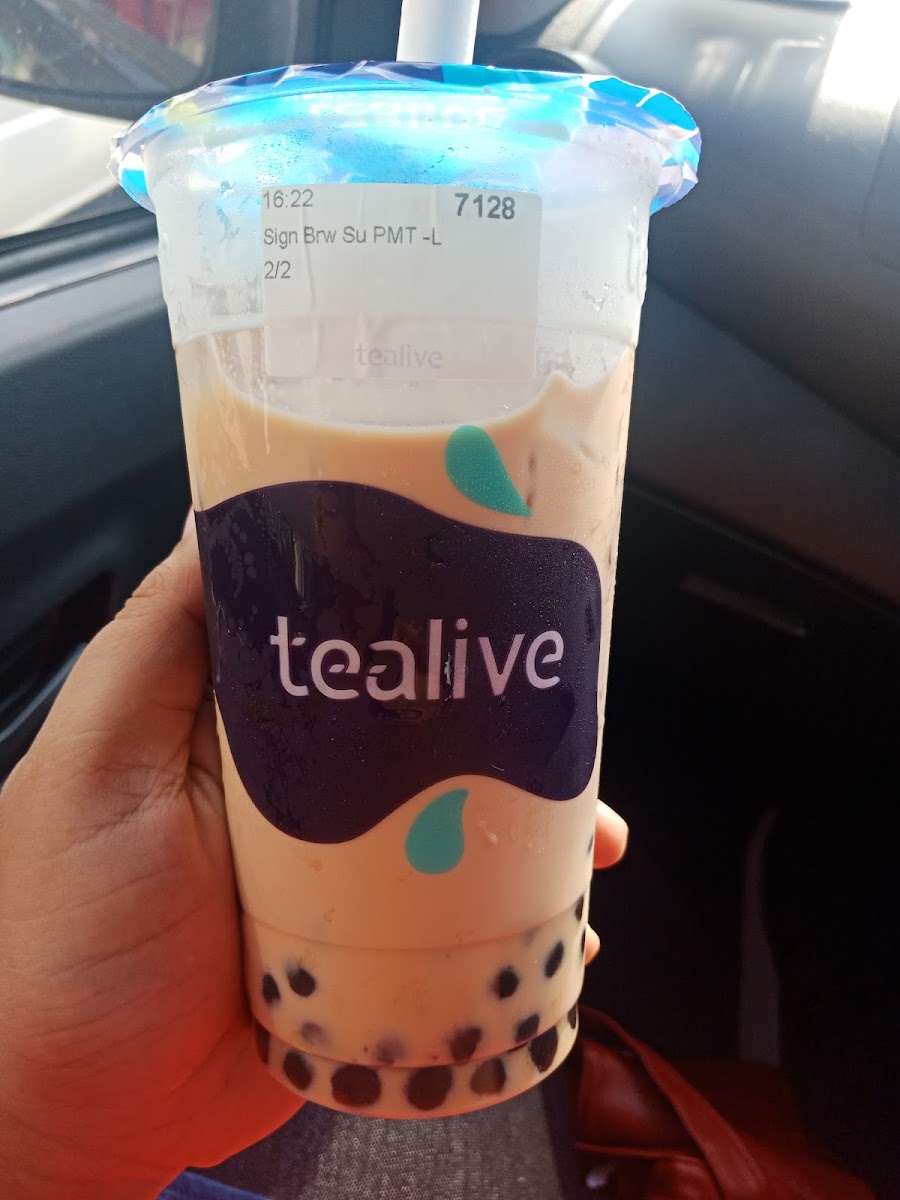 16:22 7128
Sign Brw Su PMT -L
2/2
tealive
tealive